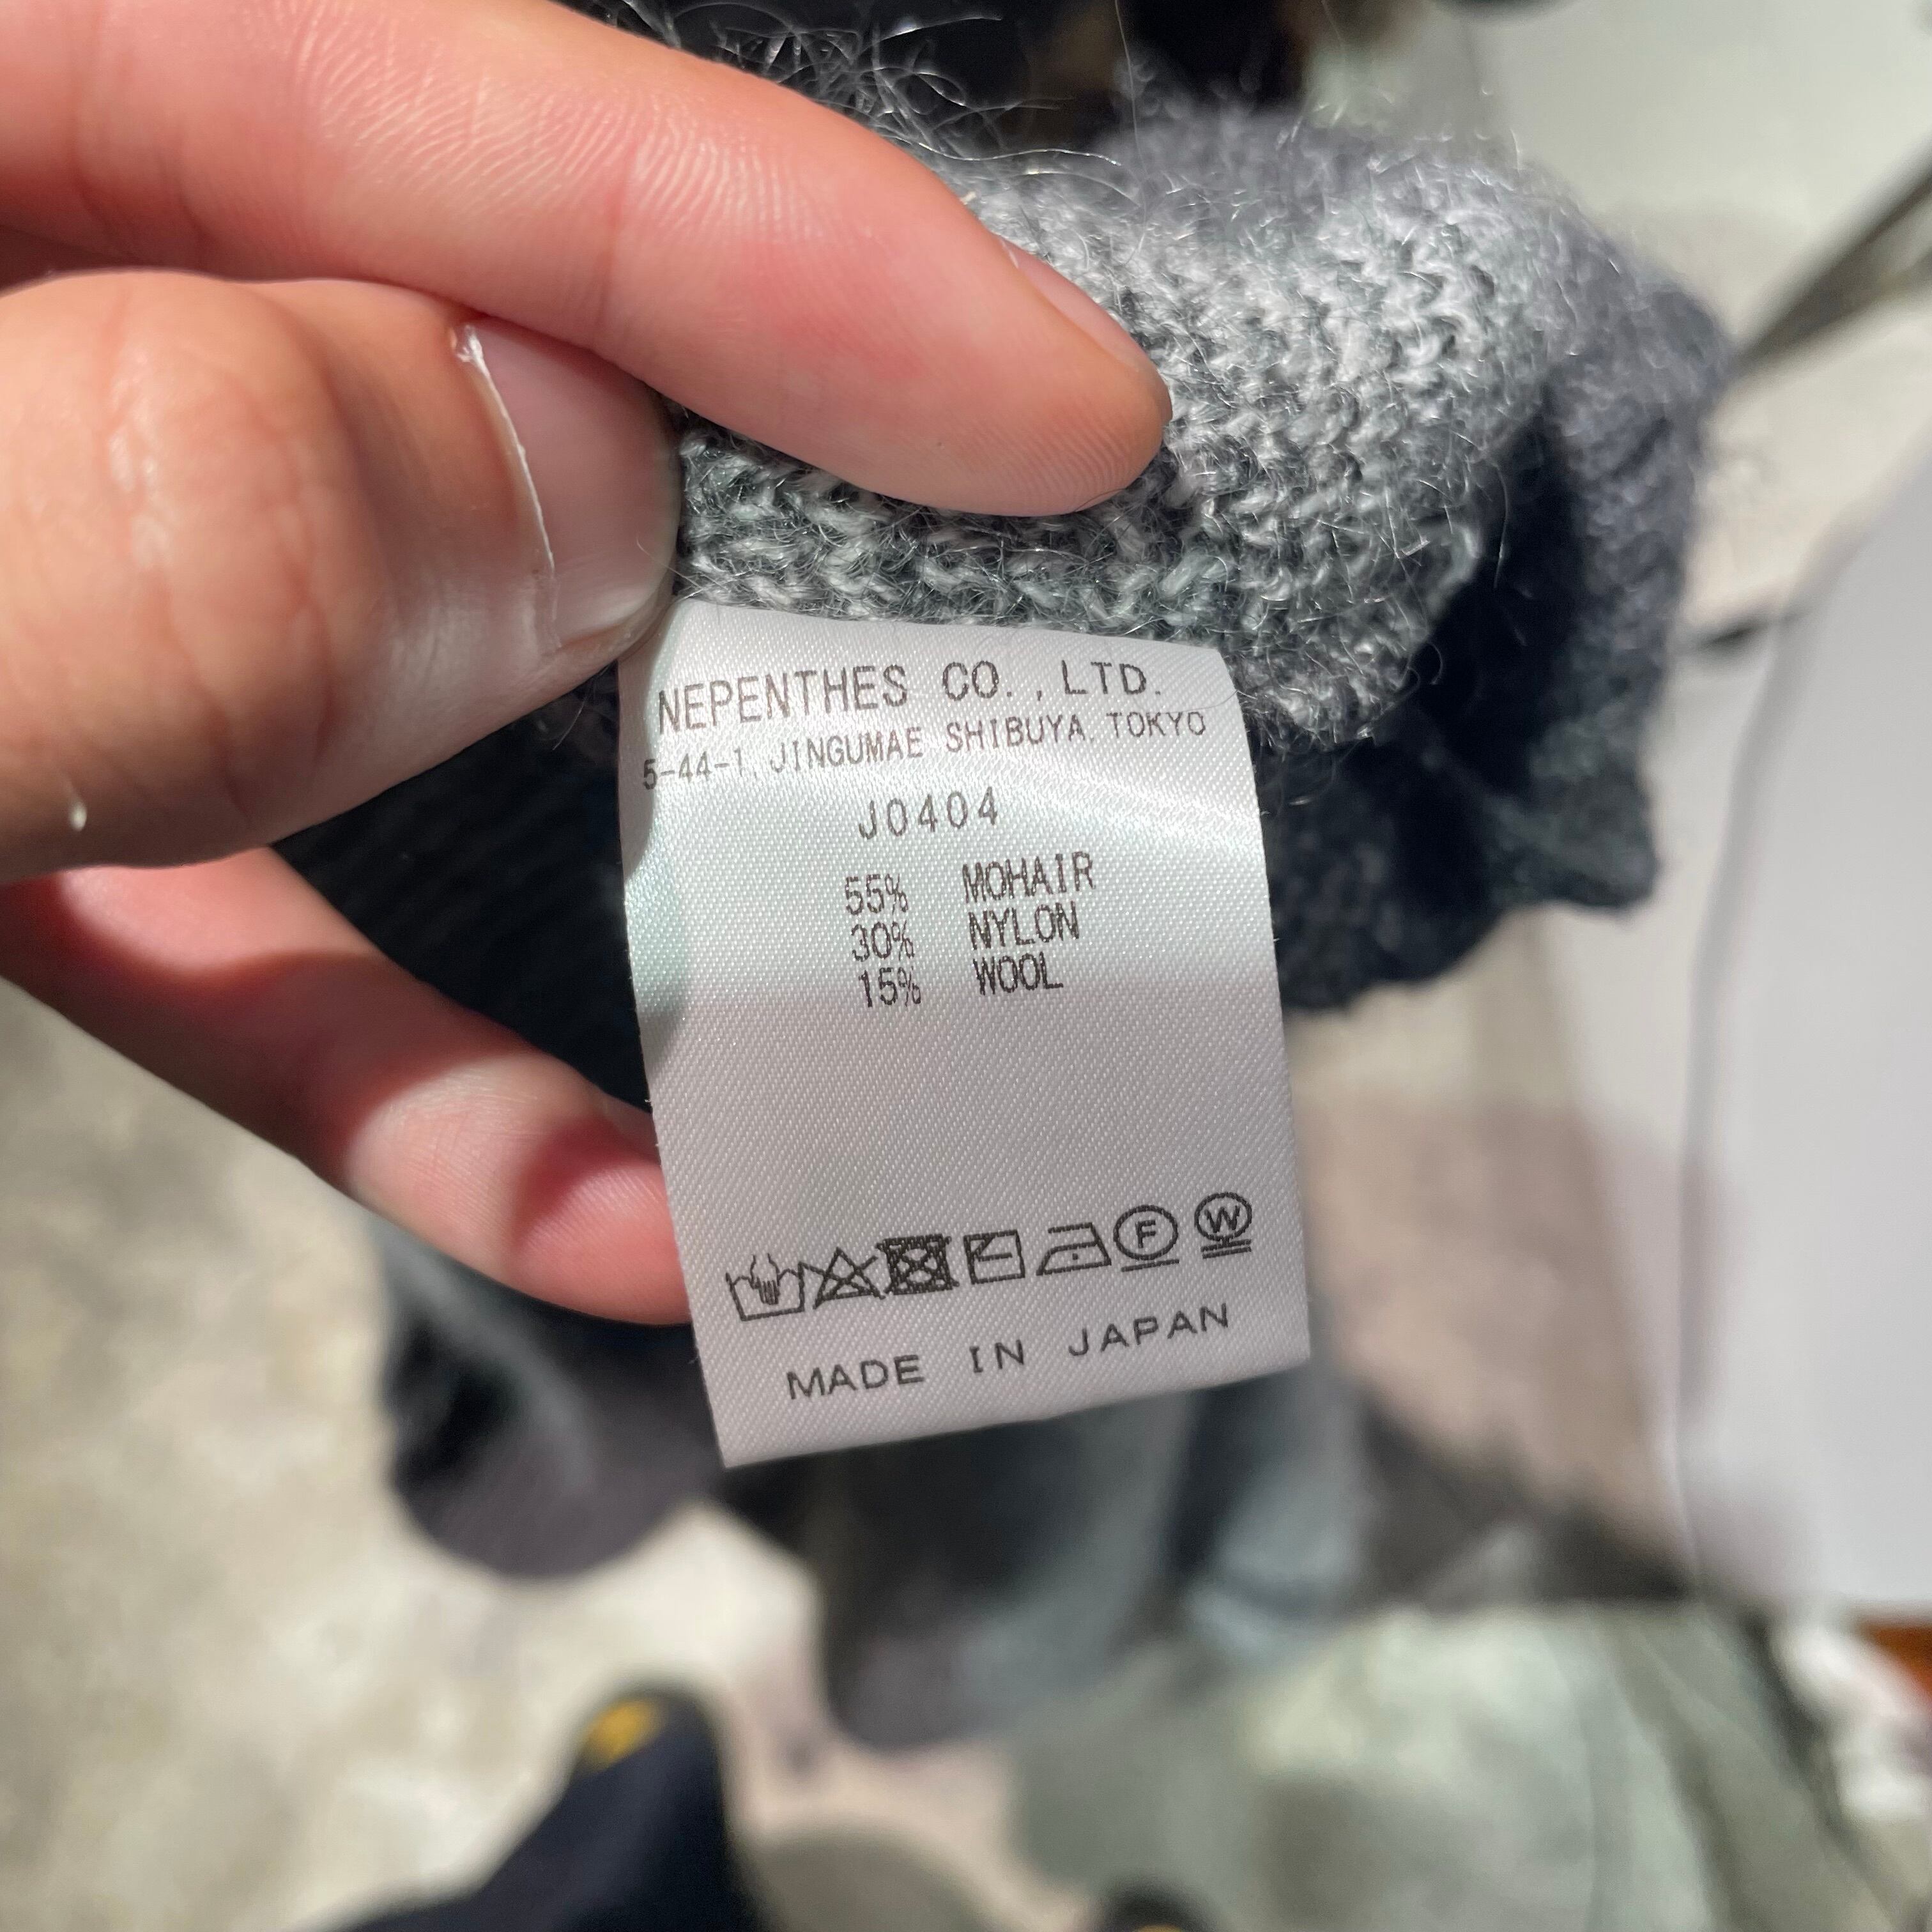 NEPENTHES CO., LTD.
5-44-1, JINGUMAE SHIBUYA, TOKYO
J0404
55% MOHAIR
30% NYLON
15% WOOL
F W
MADE IN JAPAN